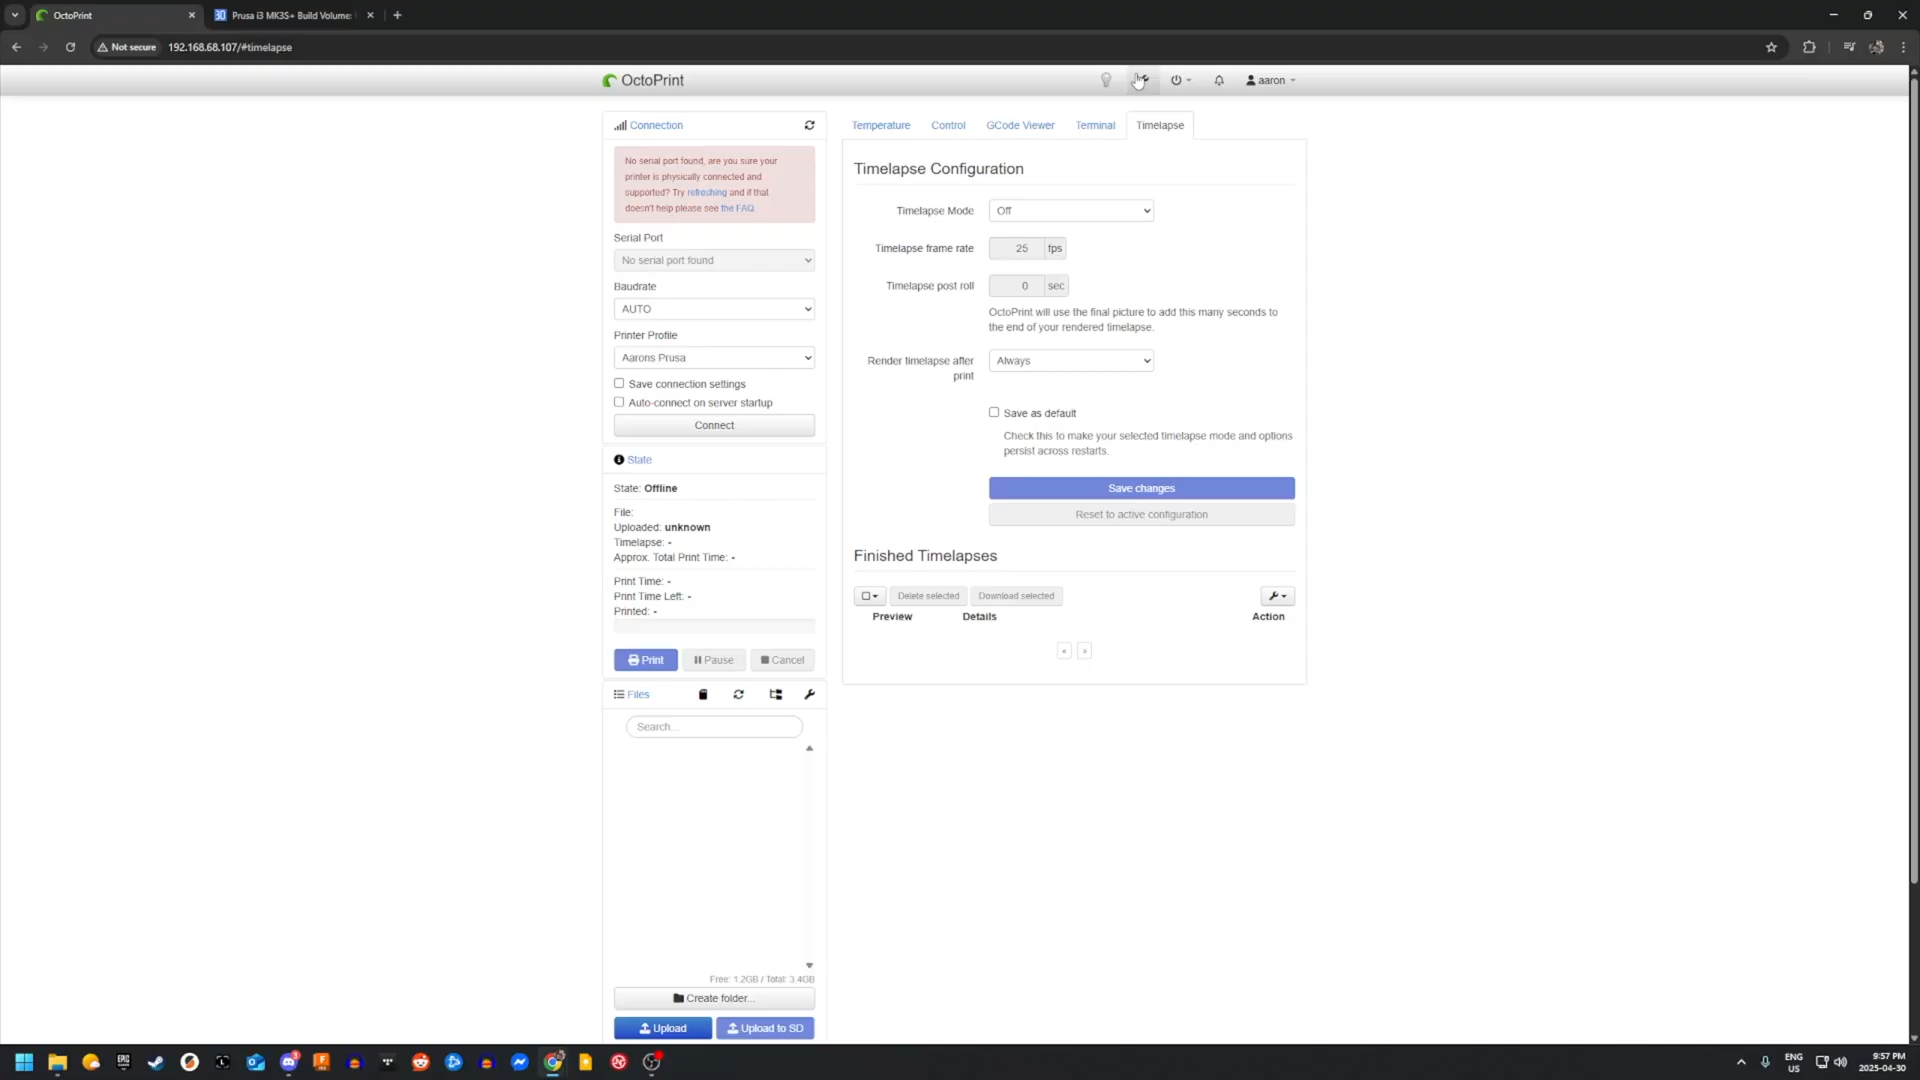 OctoPrint
Prusa i3 MK3S+ Build Volume:
Not secure
192.168.68.107/#timelapse
OctoPrint
aaron
Connection
No serial port found, are you sure your
printer is physically connected and
supported? Try refreshing and if that
doesn't help please see the FAQ.
Serial Port
No serial port found
Baudrate
AUTO
Printer Profile
Aarons Prusa
Save connection settings
Auto-connect on server startup
Connect
State
State: Offline
File:
Uploaded: unknown
Timelapse: -
Approx. Total Print Time: -
Print Time: -
Print Time Left: -
Printed: -
Print
Pause
Cancel
Files
Search...
Free: 1.2GB / Total: 3.4GB
Create folder...
Upload
Upload to SD
Temperature
Control
GCode Viewer
Terminal
Timelapse
Timelapse Configuration
Timelapse Mode
Off
Timelapse frame rate
25
fps
Timelapse post roll
0
sec
OctoPrint will use the final picture to add this many seconds to
the end of your rendered timelapse.
Render timelapse after
print
Always
Save as default
Check this to make your selected timelapse mode and options
persist across restarts.
Save changes
Reset to active configuration
Finished Timelapses
Delete selected
Download selected
Preview
Details
Action
«
»
ENG
US
9:57 PM
2025-04-30